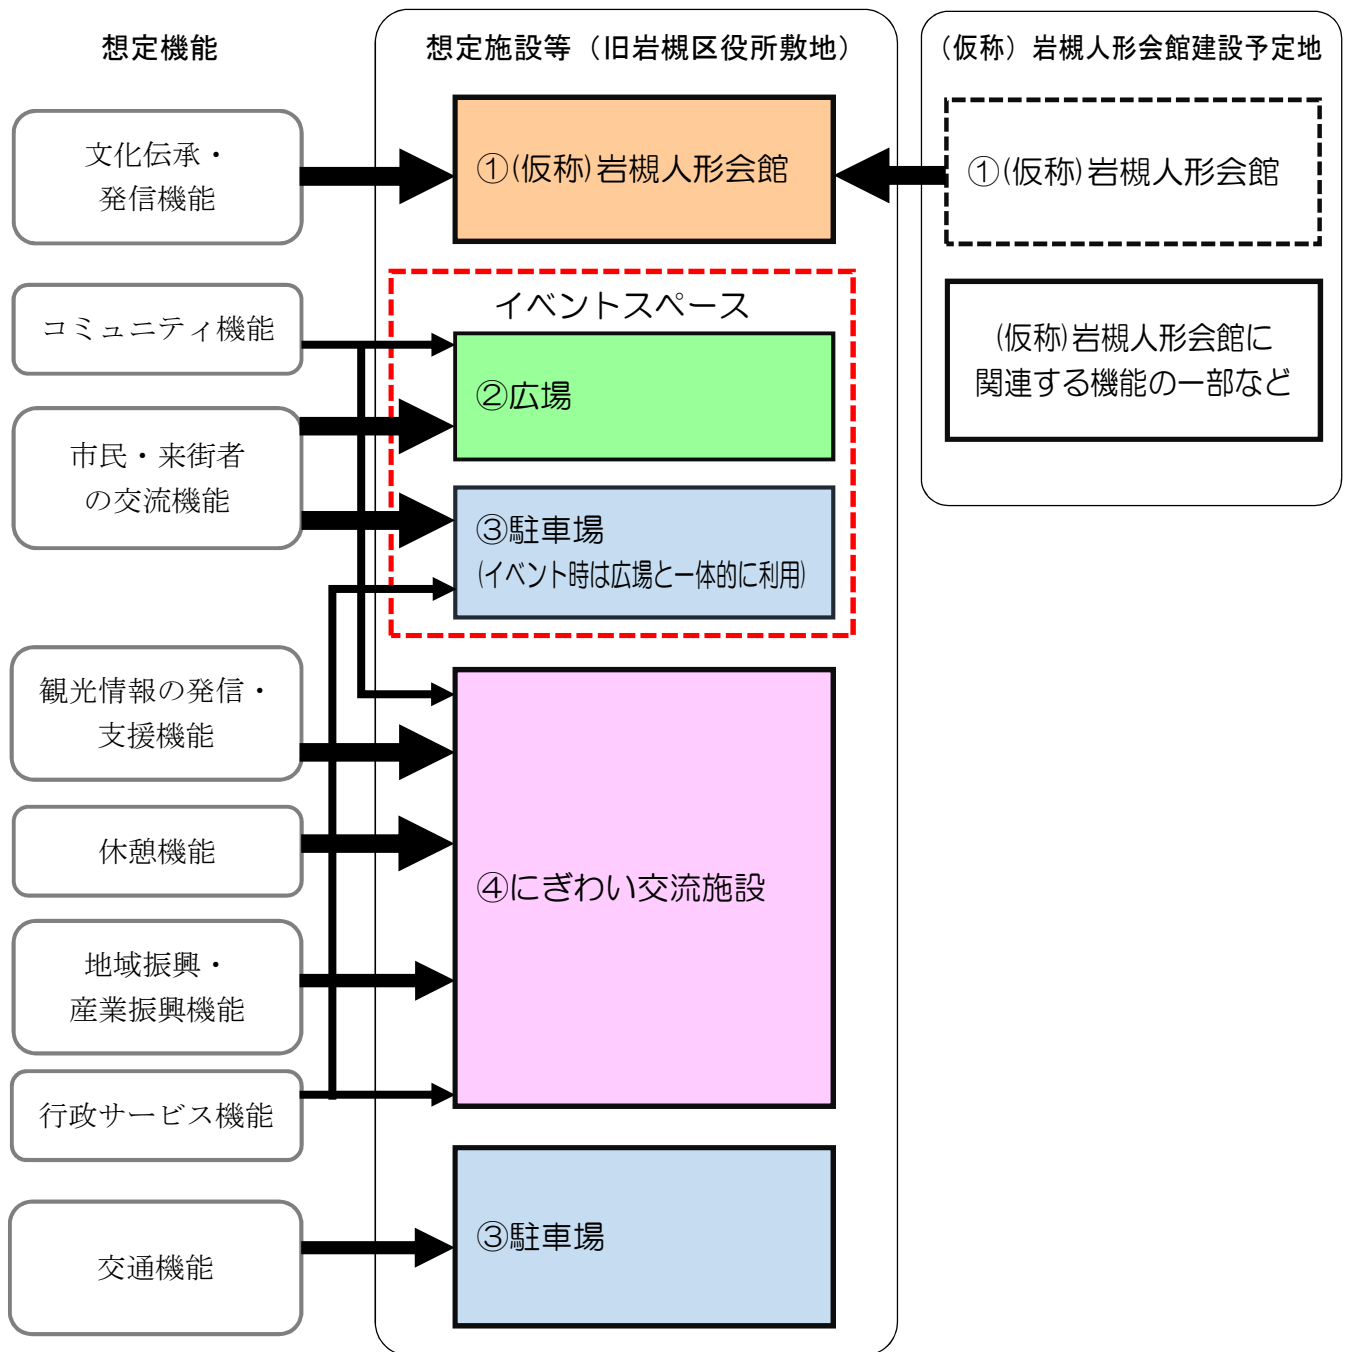 想定機能
文化伝承・
発信機能
コミュニティ機能
市民・来街者
の交流機能
観光情報の発信・
支援機能
休憩機能
地域振興・
産業振興機能
行政サービス機能
交通機能
想定施設等（旧岩槻区役所敷地）
①(仮称)岩槻人形会館
イベントスペース
②広場
③駐車場
(イベント時は広場と一体的に利用)
④にぎわい交流施設
③駐車場
（仮称）岩槻人形会館建設予定地
①(仮称)岩槻人形会館
(仮称)岩槻人形会館に
関連する機能の一部など